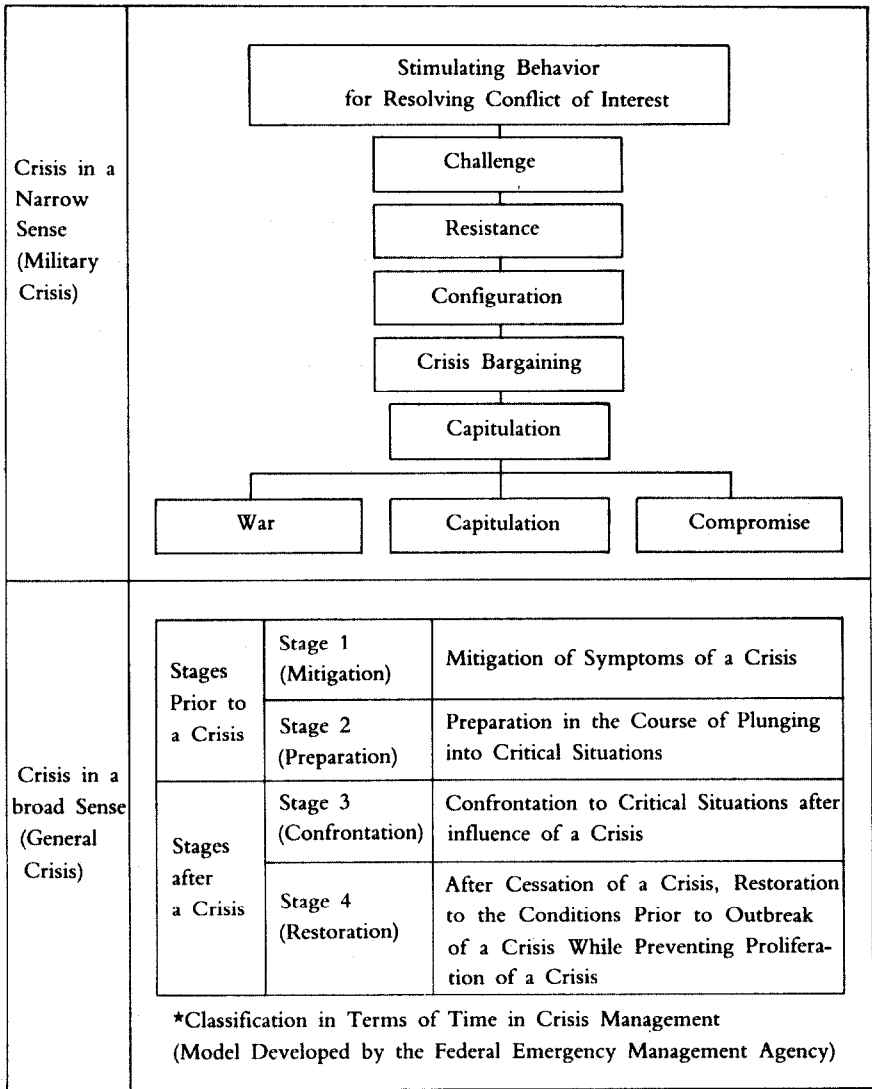 Crisis in a
Narrow
Sense
(Military
Crisis)
Stimulating Behavior
for Resolving Conflict of Interest
Challenge
Resistance
Configuration
Crisis Bargaining
Capitulation
War
Capitulation
Compromise
Crisis in a
broad Sense
(General
Crisis)
Stages
Prior to
a Crisis
Stage 1
(Mitigation)
Mitigation of Symptoms of a Crisis
Stage 2
(Preparation)
Preparation in the Course of Plunging
into Critical Situations
Stages
after
a Crisis
Stage 3
(Confrontation)
Confrontation to Critical Situations after
influence of a Crisis
Stage 4
(Restoration)
After Cessation of a Crisis, Restoration
to the Conditions Prior to Outbreak
of a Crisis While Preventing Prolifera-
tion of a Crisis
*Classification in Terms of Time in Crisis Management
(Model Developed by the Federal Emergency Management Agency)